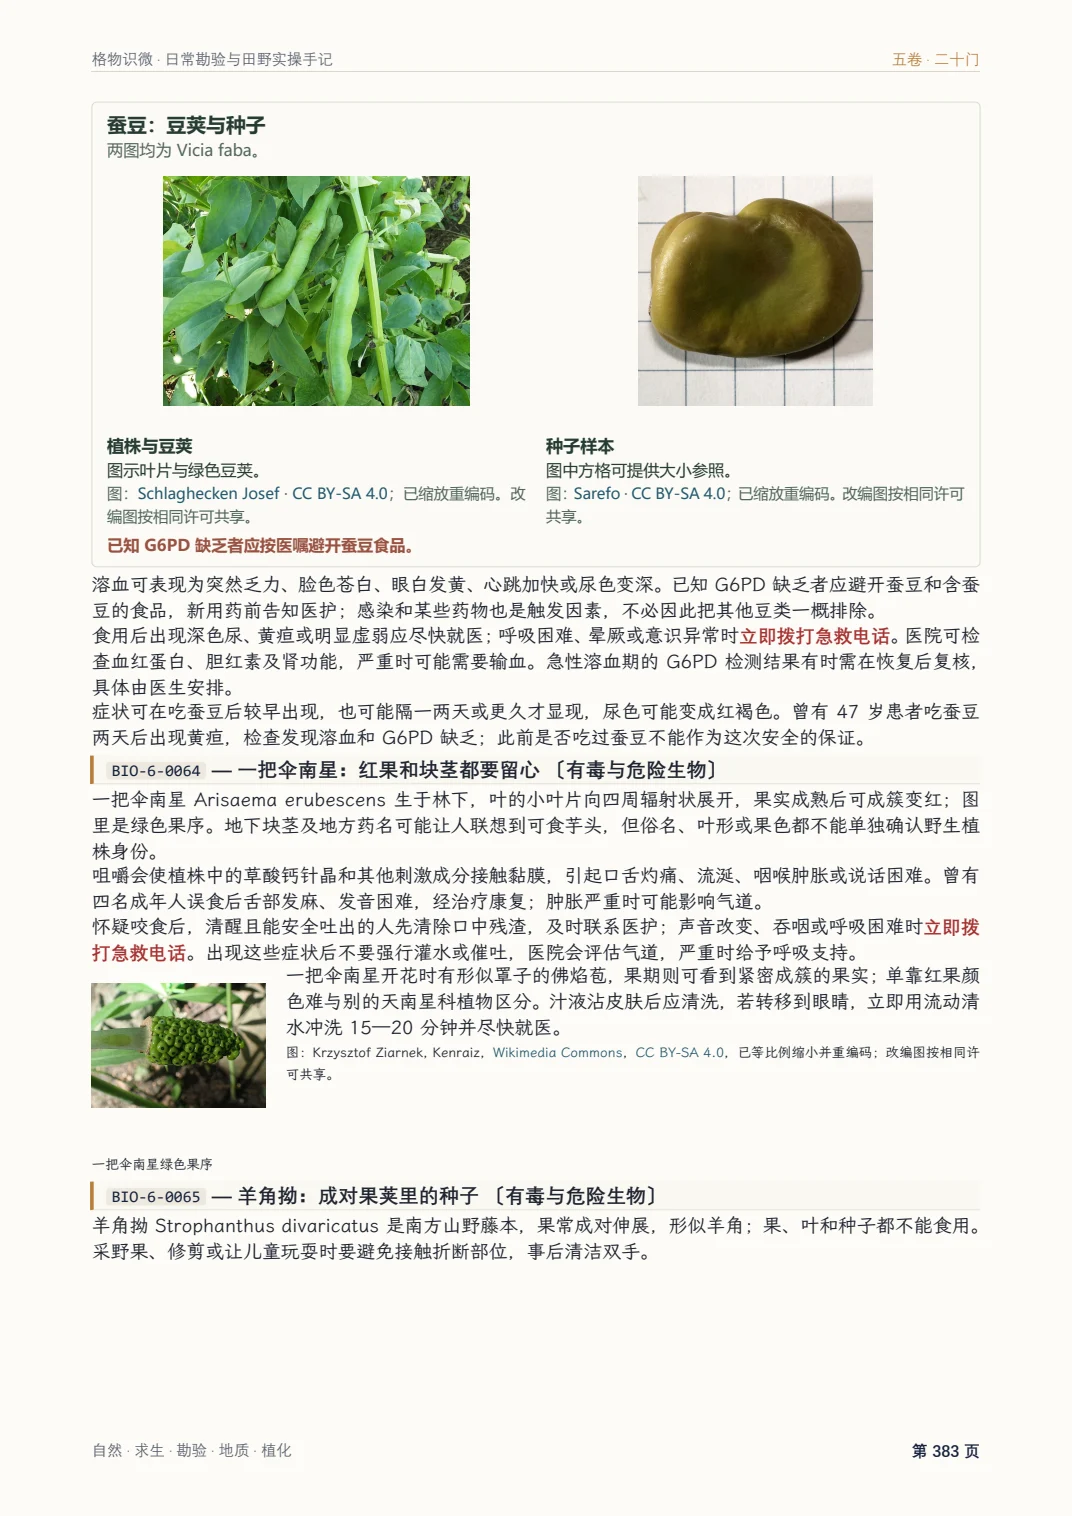 格物识微 · 日常勘验与田野实操手记
五卷 · 二十门
蚕豆：豆荚与种子
两图均为 Vicia faba。
植株与豆荚
图示叶片与绿色豆荚。
图：Schlaghecken Josef · CC BY-SA 4.0；已缩放重编码。改
编图按相同许可共享。
种子样本
图中方格可提供大小参照。
图：Sarefo · CC BY-SA 4.0；已缩放重编码。改编图按相同许可
共享。
已知 G6PD 缺乏者应按医嘱避开蚕豆食品。
溶血可表现为突然乏力、脸色苍白、眼白发黄、心跳加快或尿色变深。已知 G6PD 缺乏者应避开蚕豆和含蚕
豆的食品，新用药前告知医护；感染和某些药物也是触发因素，不必因此把其他豆类一概排除。
食用后出现深色尿、黄疸或明显虚弱应尽快就医；呼吸困难、晕厥或意识异常时立即拨打急救电话。医院可检
查血红蛋白、胆红素及肾功能，严重时可能需要输血。急性溶血期的 G6PD 检测结果有时需在恢复后复核，
具体由医生安排。
症状可在吃蚕豆后较早出现，也可能隔一两天或更久才显现，尿色可能变成红褐色。曾有 47 岁患者吃蚕豆
两天后出现黄疸，检查发现溶血和 G6PD 缺乏；此前是否吃过蚕豆不能作为这次安全的保证。
BIO-6-0064 — 一把伞南星：红果和块茎都要留心 〔有毒与危险生物〕
一把伞南星 Arisaema erubescens 生于林下，叶的小叶片向四周辐射状展开，果实成熟后可成簇变红；图
里是绿色果序。地下块茎及地方药名可能让人联想到可食芋头，但俗名、叶形或果色都不能单独确认野生植
株身份。
咀嚼会使植株中的草酸钙针晶和其他刺激成分接触黏膜，引起口舌灼痛、流涎、咽喉肿胀或说话困难。曾有
四名成年人误食后舌部发麻、发音困难，经治疗康复；肿胀严重时可能影响气道。
怀疑咬食后，清醒且能安全吐出的人先清除口中残渣，及时联系医护；声音改变、吞咽或呼吸困难时立即拨
打急救电话。出现这些症状后不要强行灌水或催吐，医院会评估气道，严重时给予呼吸支持。
一把伞南星开花时有形似罩子的佛焰苞，果期则可看到紧密成簇的果实；单靠红果颜
色难与别的天南星科植物区分。汁液沾皮肤后应清洗，若转移到眼睛，立即用流动清
水冲洗 15—20 分钟并尽快就医。
图：Krzysztof Ziarnek, Kenraiz，Wikimedia Commons，CC BY-SA 4.0，已等比例缩小并重编码；改编图按相同许
可共享。
一把伞南星绿色果序
BIO-6-0065 — 羊角拗：成对果荚里的种子 〔有毒与危险生物〕
羊角拗 Strophanthus divaricatus 是南方山野藤本，果常成对伸展，形似羊角；果、叶和种子都不能食用。
采野果、修剪或让儿童玩耍时要避免接触折断部位，事后清洁双手。
自然 · 求生 · 勘验 · 地质 · 植化
第 383 页